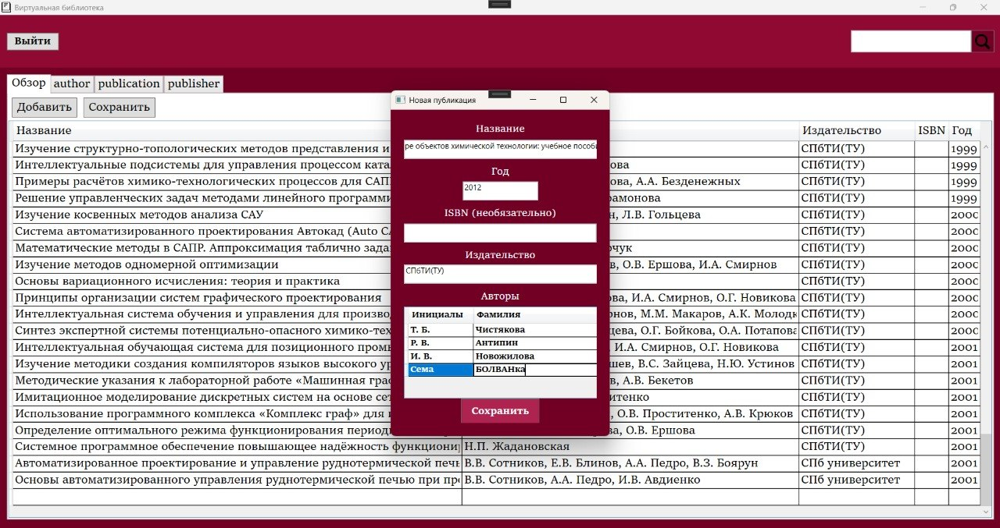 Виртуальная библиотека
Выйти
Обзор author publication publisher
Добавить Сохранить
Название Издательство ISBN Год
Изучение структурно-топологических методов представления и СПбТИ(ТУ) 1999
Интеллектуальные подсистемы для управления процессом ката ова СПбТИ(ТУ) 1999
Примеры расчётов химико-технологических процессов для САП ова, А.А. Безденежных СПбТИ(ТУ) 1999
Решение управленческих задач методами линейного программи рамонова СПбТИ(ТУ) 1999
Изучение косвенных методов анализа САУ н, Л.В. Гольцева СПбТИ(ТУ) 2000
Система автоматизированного проектирования Автокад (Auto CA СПбТИ(ТУ) 2000
Математические методы в САПР. Аппроксимация таблично зада чук СПбТИ(ТУ) 2000
Изучение методов одномерной оптимизации в, О.В. Ершова, И.А. Смирнов СПбТИ(ТУ) 2000
Основы вариационного исчисления: теория и практика СПбТИ(ТУ) 2000
Принципы организации систем графического проектирования ова, И.А. Смирнов, О.Г. Новикова СПбТИ(ТУ) 2000
Интеллектуальная система обучения и управления для произво нов, М.М. Макаров, А.К. Молодк СПбТИ(ТУ) 2000
Синтез экспертной системы потенциально-опасного химико-тех цева, О.Г. Бойкова, О.А. Потапова СПбТИ(ТУ) 2000
Интеллектуальная обучающая система для позиционного пром И.А. Смирнов, О.Г. Новикова СПбТИ(ТУ) 2001
Изучение методики создания компиляторов языков высокого ур шев, В.С. Зайцева, Н.Ю. Устинов СПбТИ(ТУ) 2001
Методические указания к лабораторной работе «Машинная граф в, А.В. Бекетов СПбТИ(ТУ) 2001
Имитационное моделирование дискретных систем на основе сет итенко СПбТИ(ТУ) 2001
Использование программного комплекса «Комплекс граф» для и , О.В. Проститенко, А.В. Крюков СПбТИ(ТУ) 2001
Определение оптимального режима функционирования период ва, О.В. Ершова СПбТИ(ТУ) 2001
Системное программное обеспечение повышающее надёжность функциони Н.П. Жадановская СПбТИ(ТУ) 2001
Автоматизированное проектирование и управление руднотермической печь В.В. Сотников, Е.В. Блинов, А.А. Педро, В.З. Боярун СПб университет 2001
Основы автоматизированного управления руднотермической печью при пр В.В. Сотников, А.А. Педро, И.В. Авдиенко СПб университет 2001
Новая публикация
Название
ре объектов химической технологии: учебное пособи
Год
2012
ISBN (необязательно)
Издательство
СПбТИ(ТУ)
Авторы
Инициалы Фамилия
Т. Б. Чистякова
Р. В. Антипин
И. В. Новожилова
Сема БОЛВАНка
Сохранить